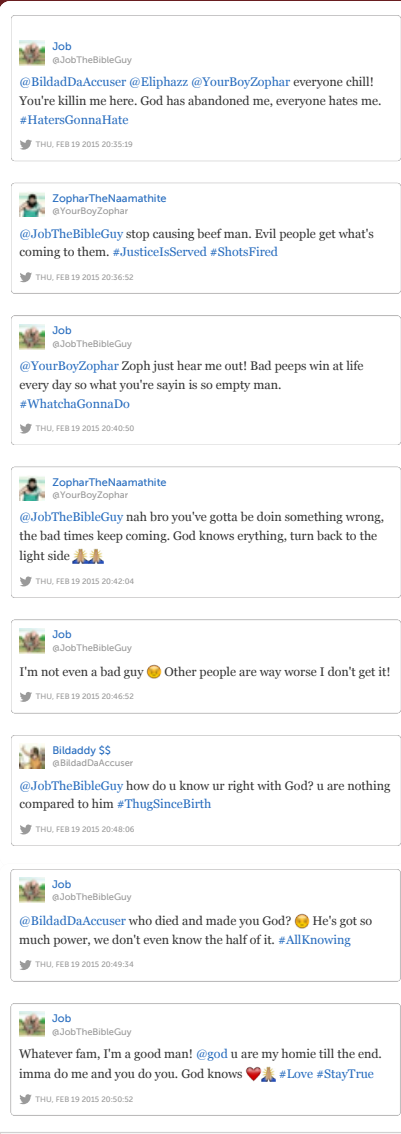 Job
@JobTheBibleGuy
@BildadDaAccuser @Eliphazz @YourBoyZophar everyone chill!
You're killin me here. God has abandoned me, everyone hates me.
#HatersGonnaHate
THU, FEB 19 2015 20:35:19
ZopharTheNaamathite
@YourBoyZophar
@JobTheBibleGuy stop causing beef man. Evil people get what's
coming to them. #JusticeIsServed #ShotsFired
THU, FEB 19 2015 20:36:52
Job
@JobTheBibleGuy
@YourBoyZophar Zoph just hear me out! Bad peeps win at life
every day so what you're sayin is so empty man.
#WhatchaGonnaDo
THU, FEB 19 2015 20:40:50
ZopharTheNaamathite
@YourBoyZophar
@JobTheBibleGuy nah bro you've gotta be doin something wrong,
the bad times keep coming. God knows erything, turn back to the
light side 🙏🙏
THU, FEB 19 2015 20:42:04
Job
@JobTheBibleGuy
I'm not even a bad guy 😔 Other people are way worse I don't get it!
THU, FEB 19 2015 20:46:52
Bildaddy $$
@BildadDaAccuser
@JobTheBibleGuy how do u know ur right with God? u are nothing
compared to him #ThugSinceBirth
THU, FEB 19 2015 20:48:06
Job
@JobTheBibleGuy
@BildadDaAccuser who died and made you God? 😔 He's got so
much power, we don't even know the half of it. #AllKnowing
THU, FEB 19 2015 20:49:34
Job
@JobTheBibleGuy
Whatever fam, I'm a good man! @god u are my homie till the end.
imma do me and you do you. God knows ❤️🙏 #Love #StayTrue
THU, FEB 19 2015 20:50:52